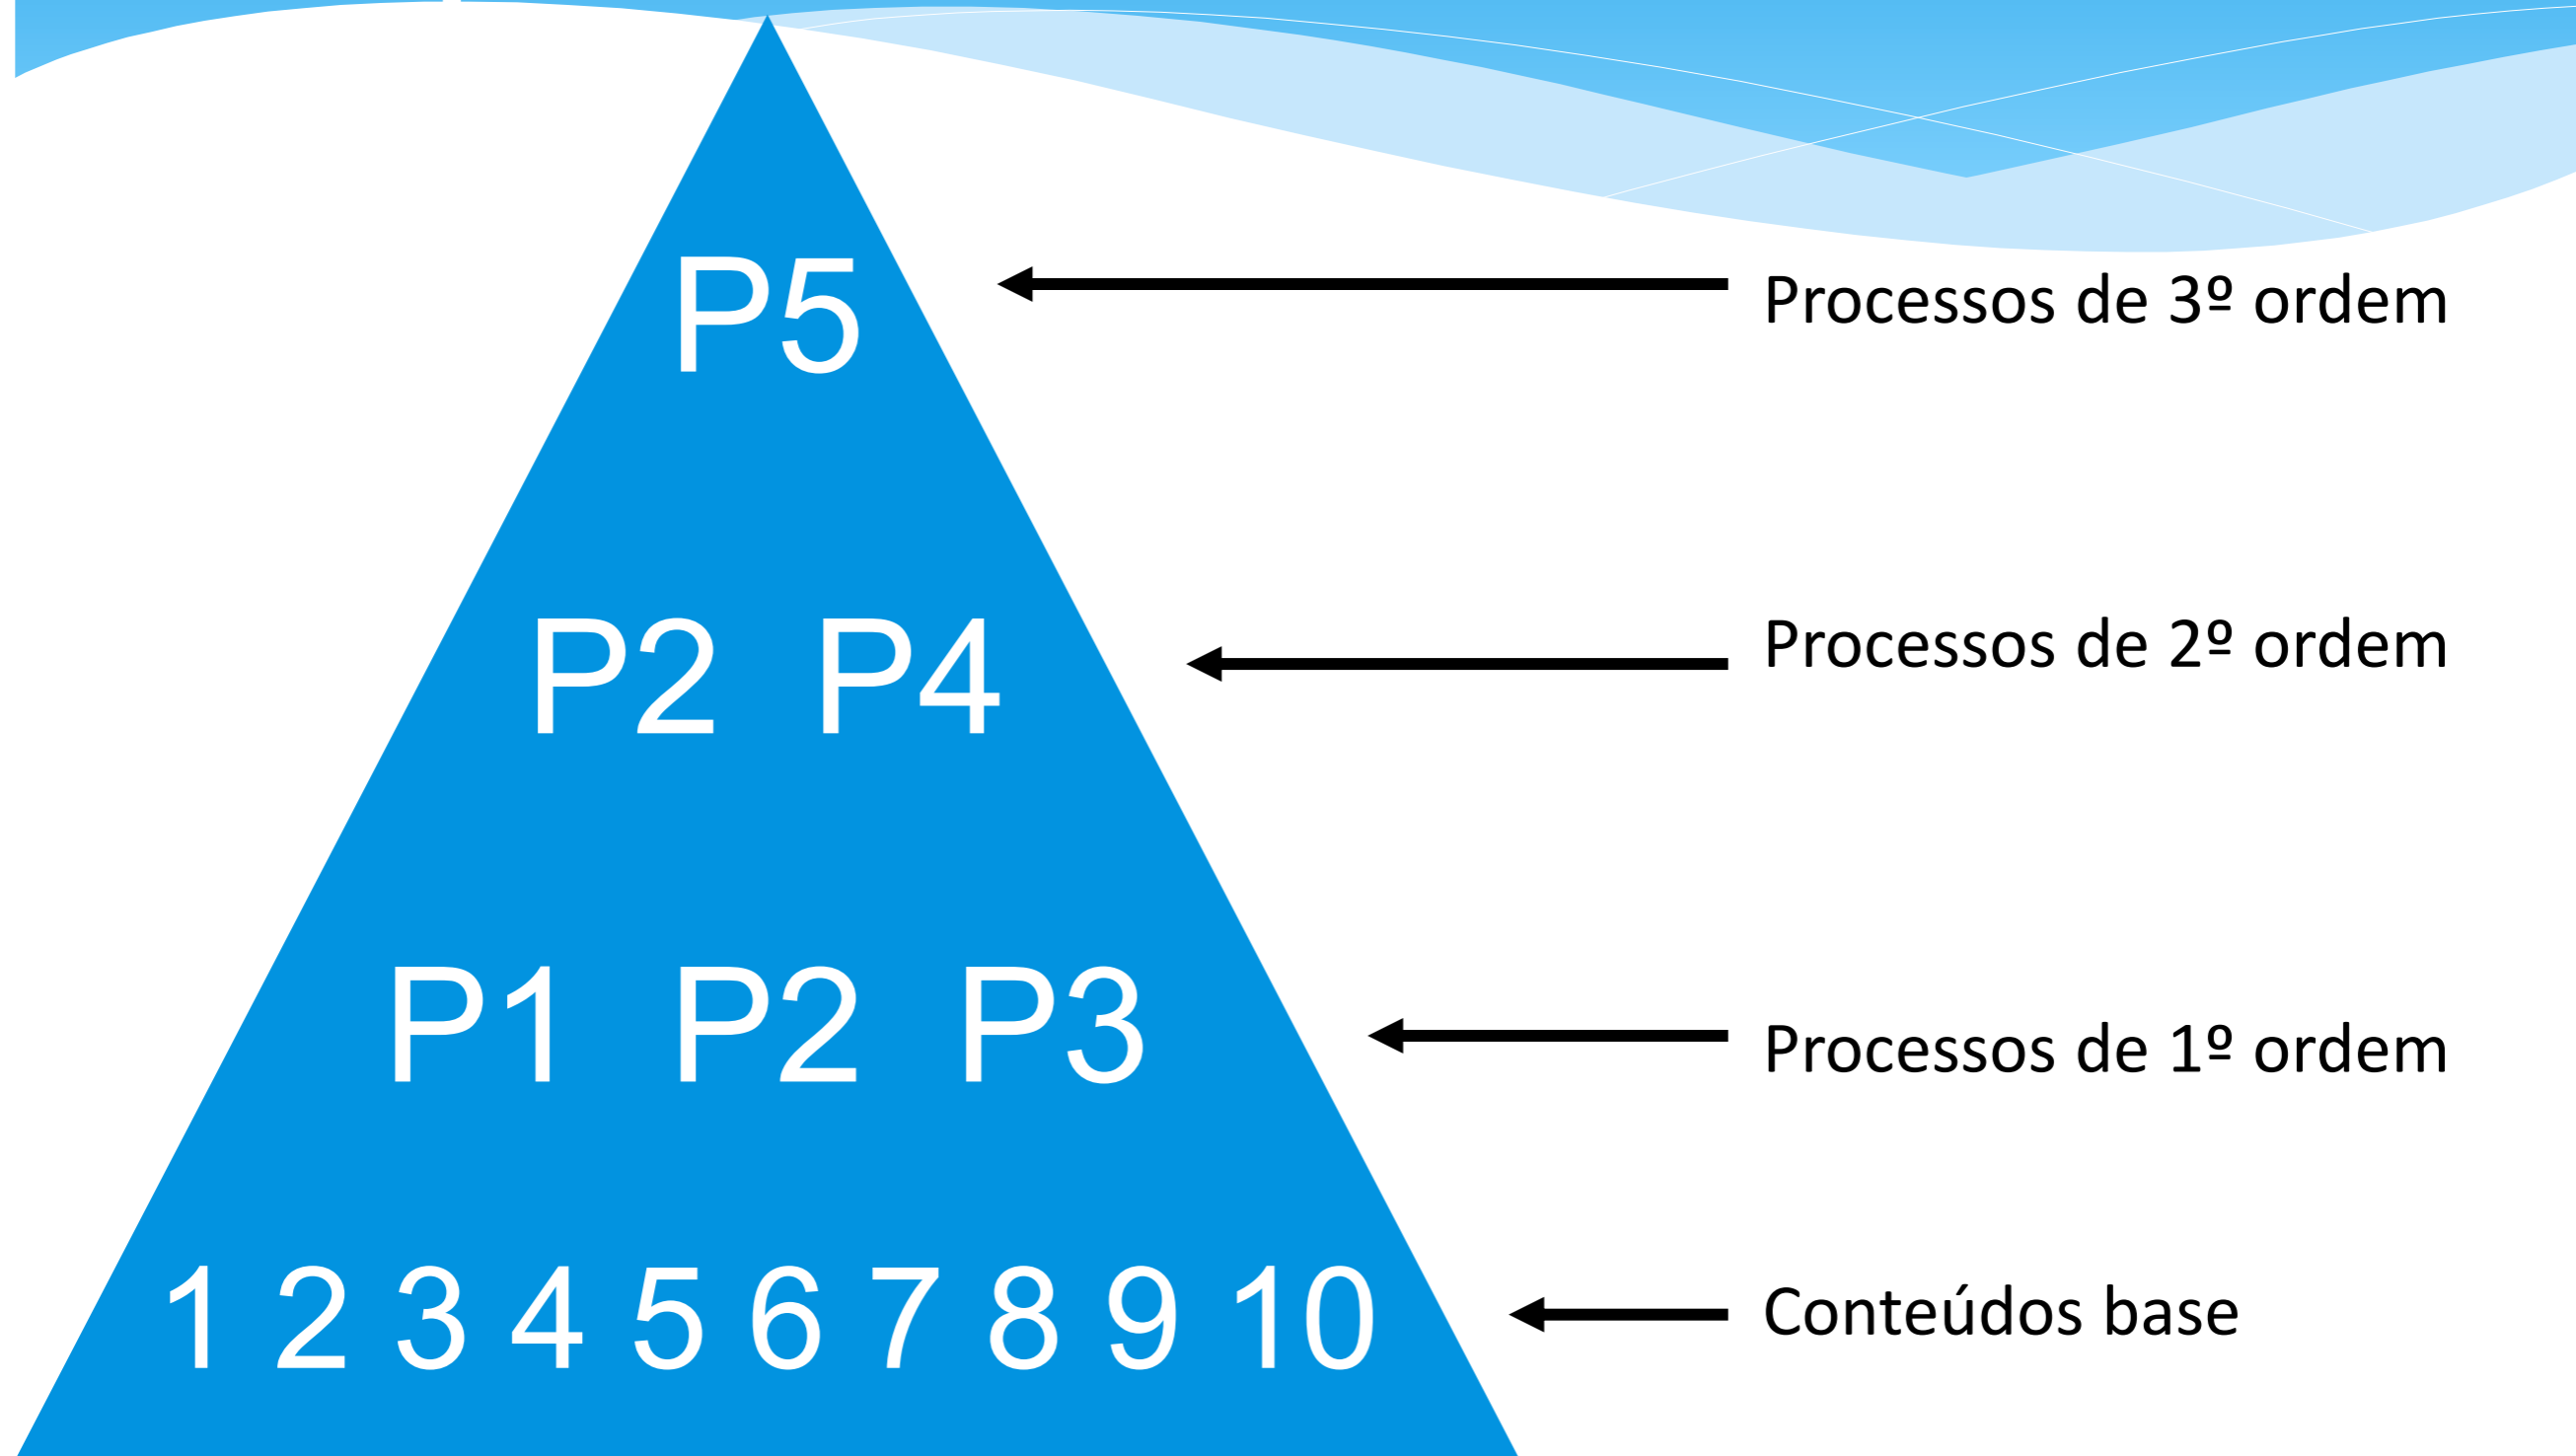 P5
Processos de 3º ordem
P2 P4
Processos de 2º ordem
P1 P2 P3
Processos de 1º ordem
1 2 3 4 5 6 7 8 9 10
Conteúdos base